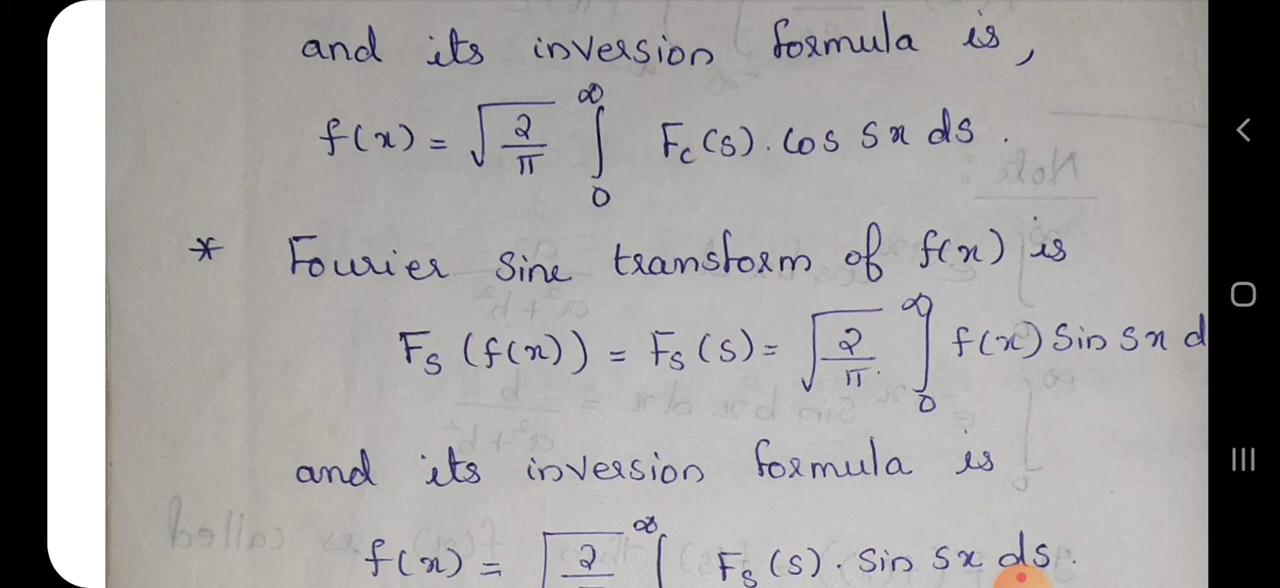 and its inversion formula is,
f(x) = √(2/π) ∫₀^∞ F_c(s). cos sx ds.
* Fourier sine transform of f(x) is
F_s(f(x)) = F_s(s) = √(2/π) ∫₀^∞ f(x) sin sx d
and its inversion formula is
f(x) = √2 ∫^∞ F_s(s). sin sx ds.